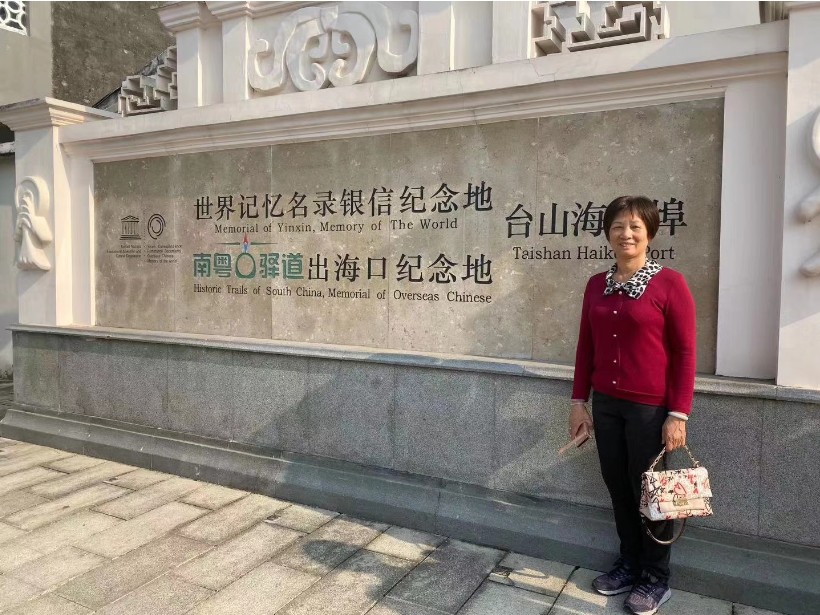 世界记忆名录银信纪念地
Memorial of Yinxin, Memory of The World
南粤古驿道出海口纪念地
Historic Trails of South China, Memorial of Overseas Chinese
台山海 埠
Taishan Haiko Port